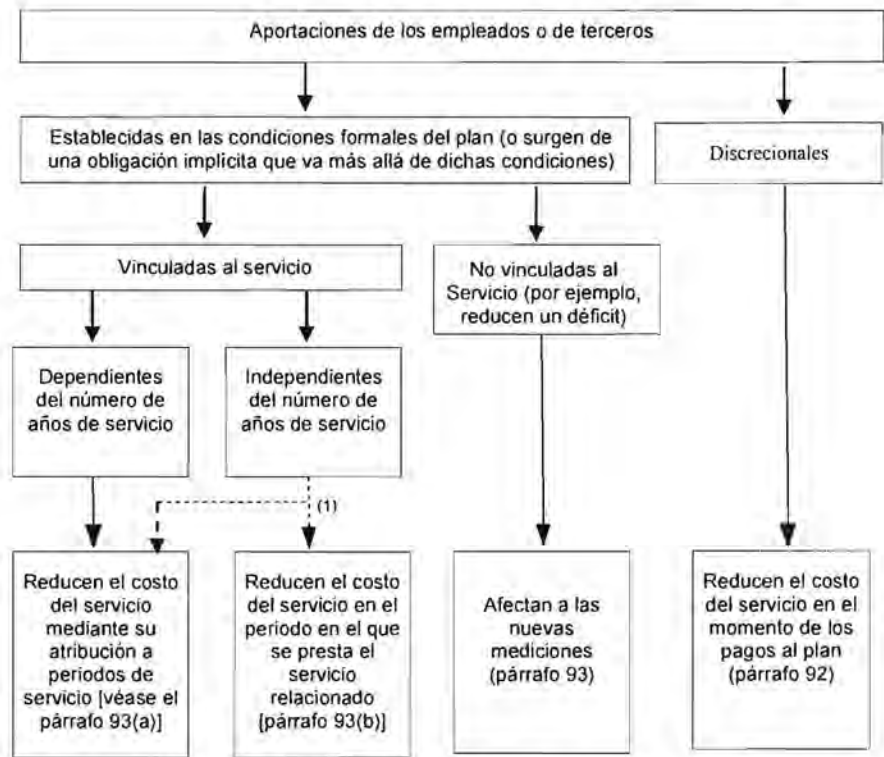 Aportaciones de los empleados o de terceros
Establecidas en las condiciones formales del plan (o surgen de
una obligación implícita que va más allá de dichas condiciones)
Discrecionales
Vinculadas al servicio
No vinculadas al
Servicio (por ejemplo,
reducen un déficit)
Dependientes
del número de
años de servicio
Independientes
del número de
años de servicio
(1)
Reducen el costo
del servicio
mediante su
atribución a
periodos de
servicio [véase el
párrafo 93(a)]
Reducen el costo
del servicio en el
periodo en el que
se presta el
servicio
relacionado
[párrafo 93(b)]
Afectan a las
nuevas
mediciones
(párrafo 93)
Reducen el costo
del servicio en el
momento de los
pagos al plan
(párrafo 92)